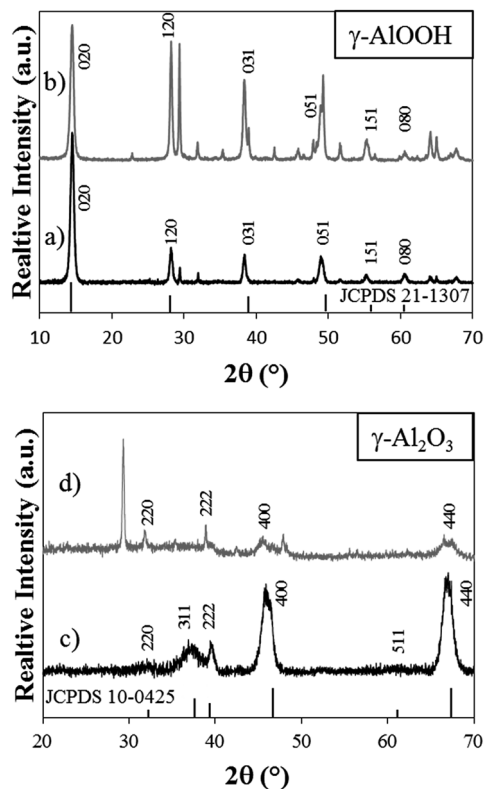 Realtive Intensity (a.u.)
γ-AlOOH
b)
020
120
031
051
151
080
a)
020
120
031
051
151
080
JCPDS 21-1307
10 20 30 40 50 60 70
2θ (°)
Realtive Intensity (a.u.)
γ-Al₂O₃
d)
220
222
400
440
c)
220
311
222
400
511
440
JCPDS 10-0425
20 30 40 50 60 70
2θ (°)